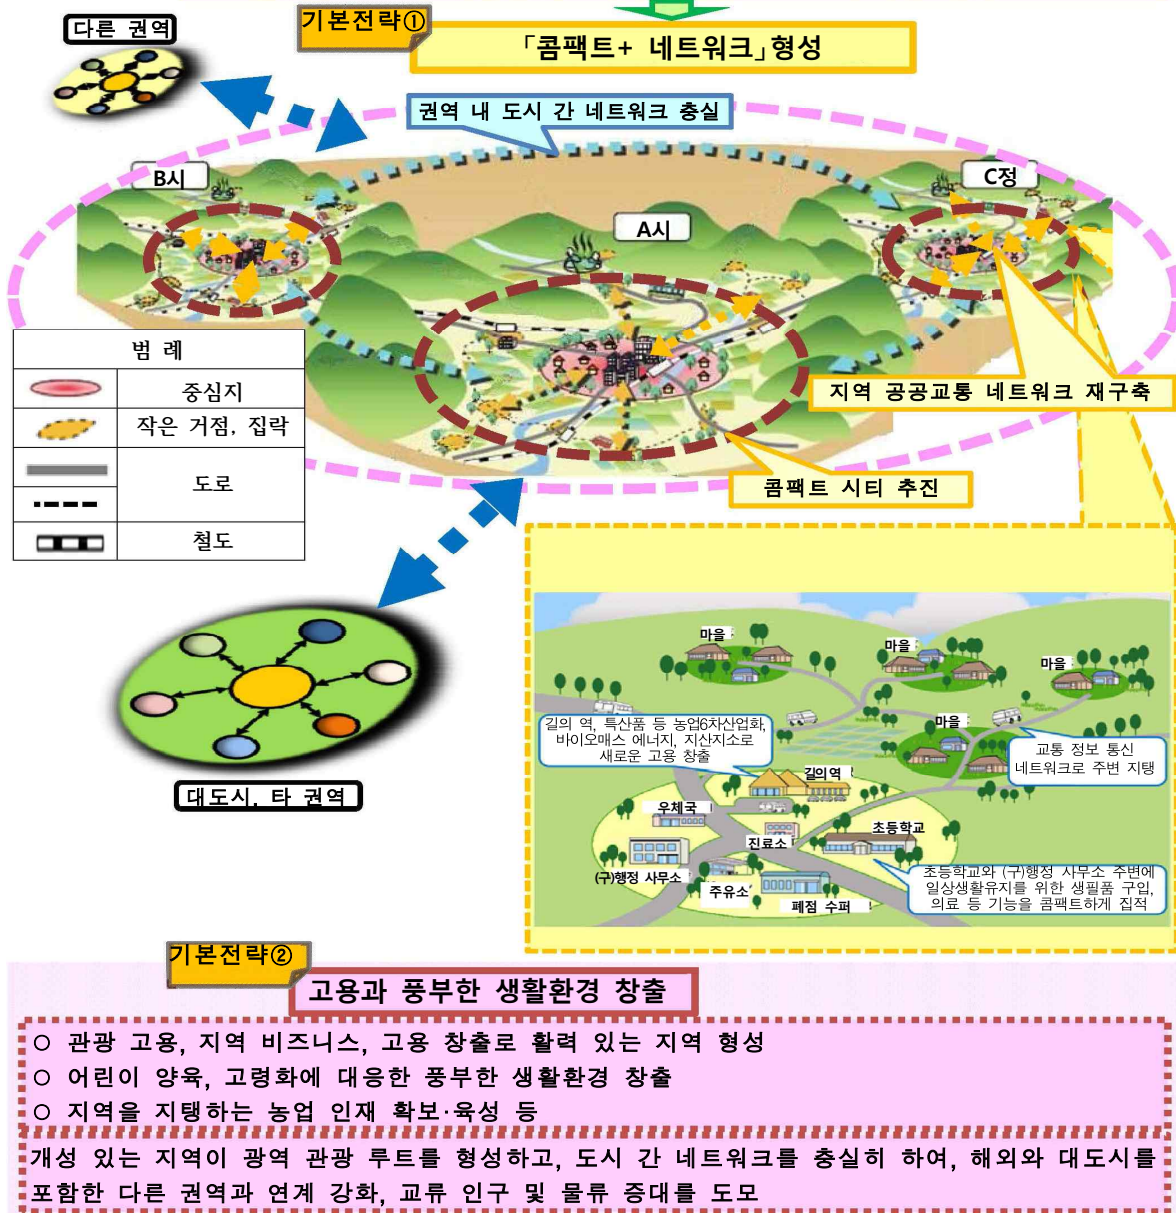 다른 권역
기본전략①
「콤팩트+ 네트워크」형성
권역 내 도시 간 네트워크 충실
B시
C정
A시
범 례
중심지
작은 거점, 집락
도로
철도
지역 공공교통 네트워크 재구축
콤팩트 시티 추진
대도시, 타 권역
마을
마을
마을
마을
길의 역, 특산품 등 농업6차산업화,
바이오매스 에너지, 지산지소로
새로운 고용 창출
교통 정보 통신
네트워크로 주변 지탱
길의역
우체국
진료소
초등학교
(구)행정 사무소
주유소
폐점 수퍼
초등학교와 (구)행정 사무소 주변에
일상생활유지를 위한 생필품 구입,
의료 등 기능을 콤팩트하게 집적
기본전략②
고용과 풍부한 생활환경 창출
○ 관광 고용, 지역 비즈니스, 고용 창출로 활력 있는 지역 형성
○ 어린이 양육, 고령화에 대응한 풍부한 생활환경 창출
○ 지역을 지탱하는 농업 인재 확보·육성 등
개성 있는 지역이 광역 관광 루트를 형성하고, 도시 간 네트워크를 충실히 하여, 해외와 대도시를
포함한 다른 권역과 연계 강화, 교류 인구 및 물류 증대를 도모